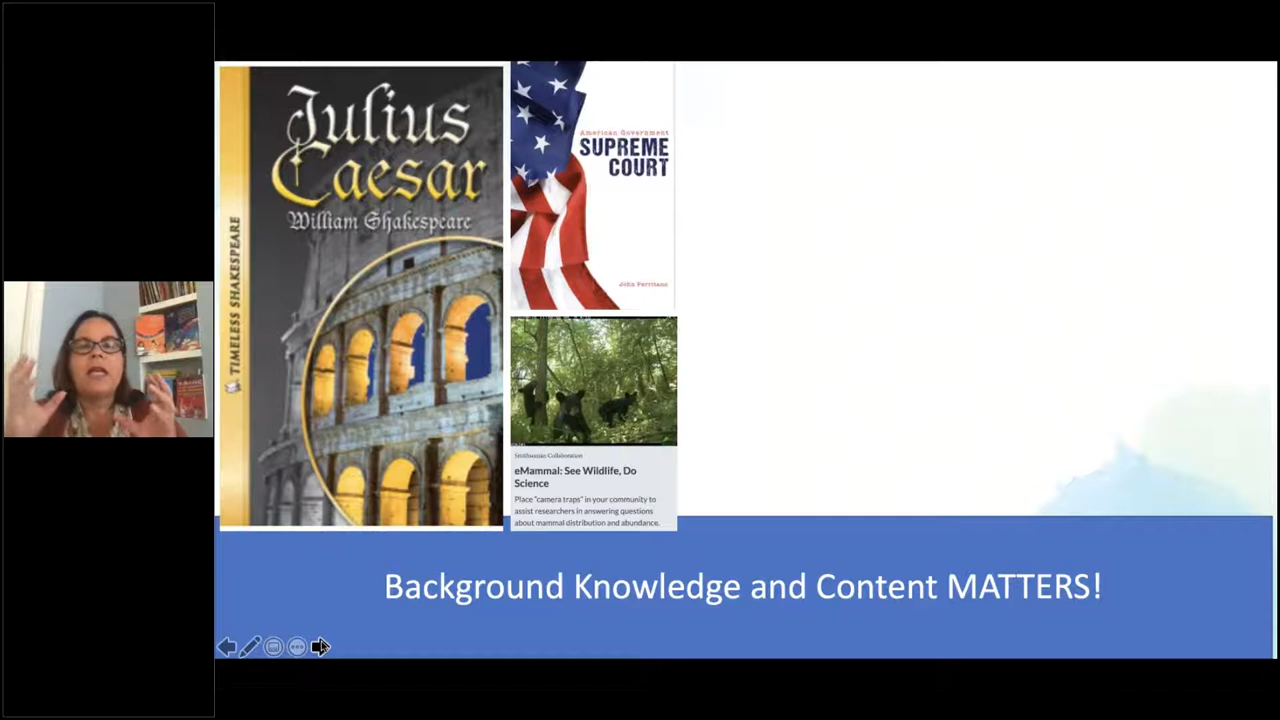 Julius
Caesar
William Shakespeare
TIMELESS SHAKESPEARE
American Government
SUPREME
COURT
John Perritano
Smithsonian Collaboration
eMammal: See Wildlife, Do
Science
Place "camera traps" in your community to
assist researchers in answering questions
about mammal distribution and abundance.
Background Knowledge and Content MATTERS!